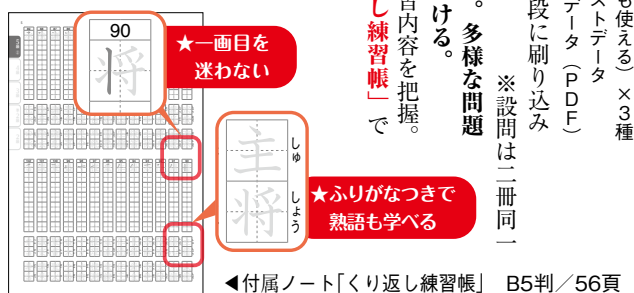 も使える）×3種
ストデータ
データ（PDF）
段に刷り込み
※設問は二冊同一
。多様な問題
ける。
習内容を把握。
し練習帳」で
90
将
★一画目を
迷わない
主将
しゅ
しょう
★ふりがなつきで
熟語も学べる
◀付属ノート「くり返し練習帳」 B5判／56頁